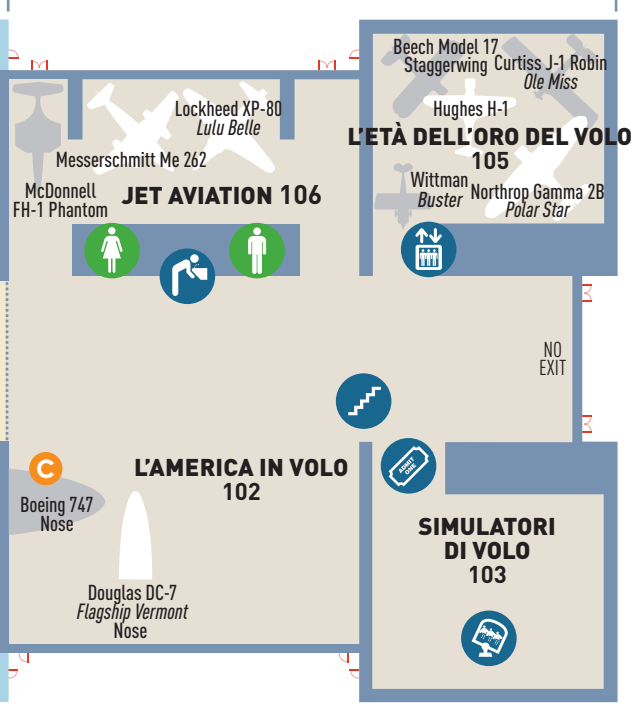 Beech Model 17
Staggerwing
Curtiss J-1 Robin
Ole Miss
Lockheed XP-80
Lulu Belle
Hughes H-1
L'ETÀ DELL'ORO DEL VOLO
105
Messerschmitt Me 262
McDonnell
FH-1 Phantom
JET AVIATION 106
Wittman
Buster
Northrop Gamma 2B
Polar Star
NO
EXIT
ADMIT
ONE
C
L'AMERICA IN VOLO
102
Boeing 747
Nose
SIMULATORI
DI VOLO
103
Douglas DC-7
Flagship Vermont
Nose